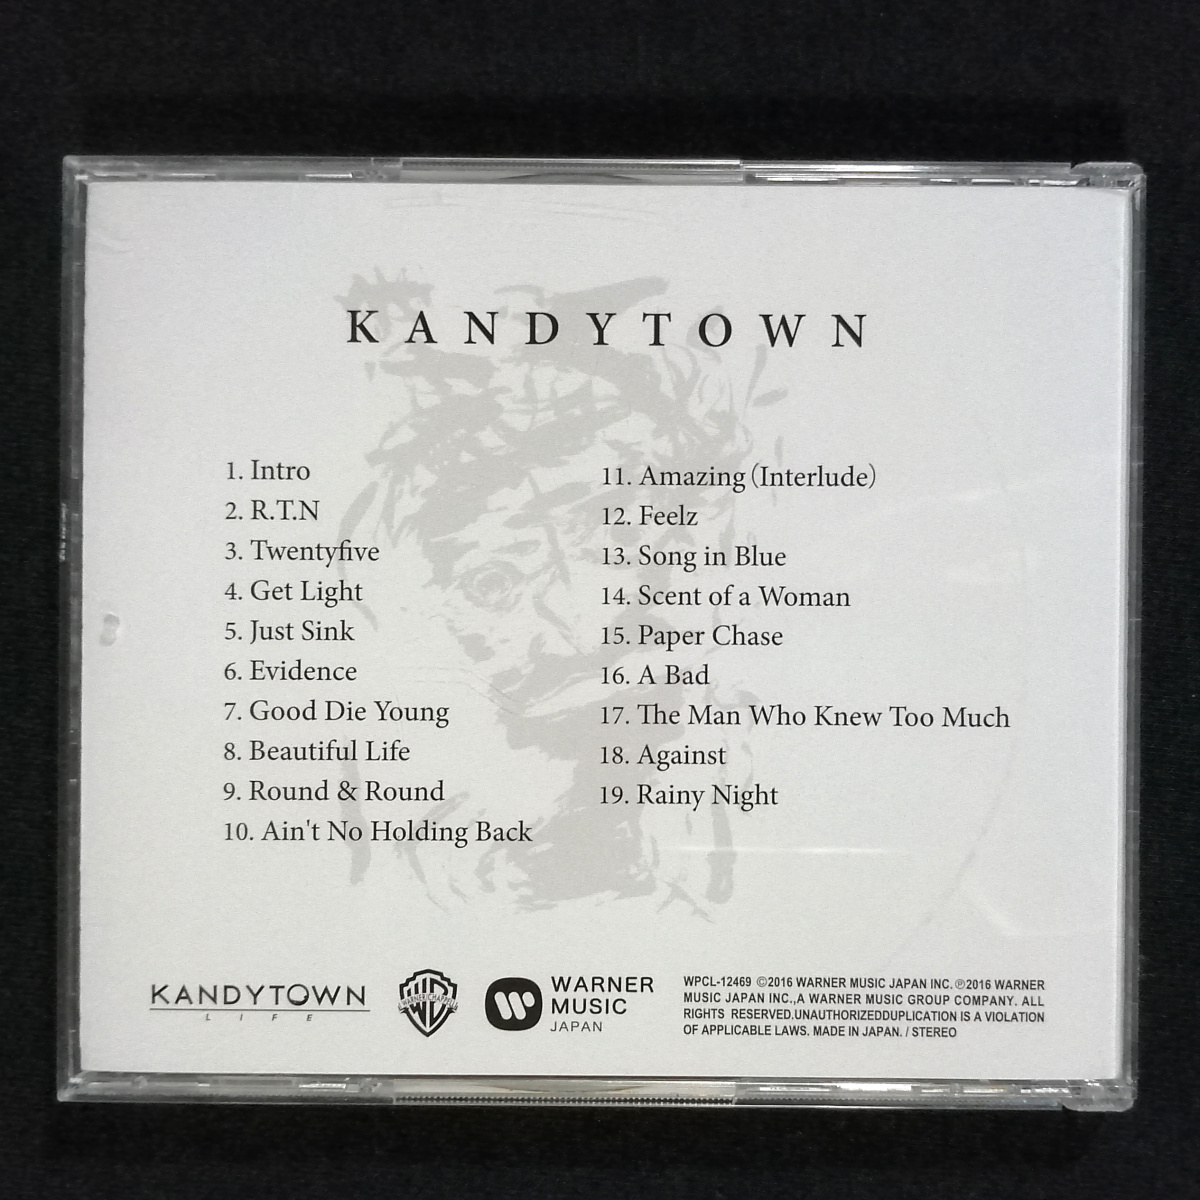 KANDYTOWN
1. Intro
2. R.T.N
3. Twentyfive
4. Get Light
5. Just Sink
6. Evidence
7. Good Die Young
8. Beautiful Life
9. Round & Round
10. Ain't No Holding Back
11. Amazing（Interlude）
12. Feelz
13. Song in Blue
14. Scent of a Woman
15. Paper Chase
16. A Bad
17. The Man Who Knew Too Much
18. Against
19. Rainy Night
KANDYTOWN
LIFE
WARNER/CHAPPELL
WARNER
MUSIC
JAPAN
WPCL-12469 ©2016 WARNER MUSIC JAPAN INC. ℗2016 WARNER
MUSIC JAPAN INC.,A WARNER MUSIC GROUP COMPANY. ALL
RIGHTS RESERVED.UNAUTHORIZEDDUPLICATION IS A VIOLATION
OF APPLICABLE LAWS. MADE IN JAPAN. / STEREO